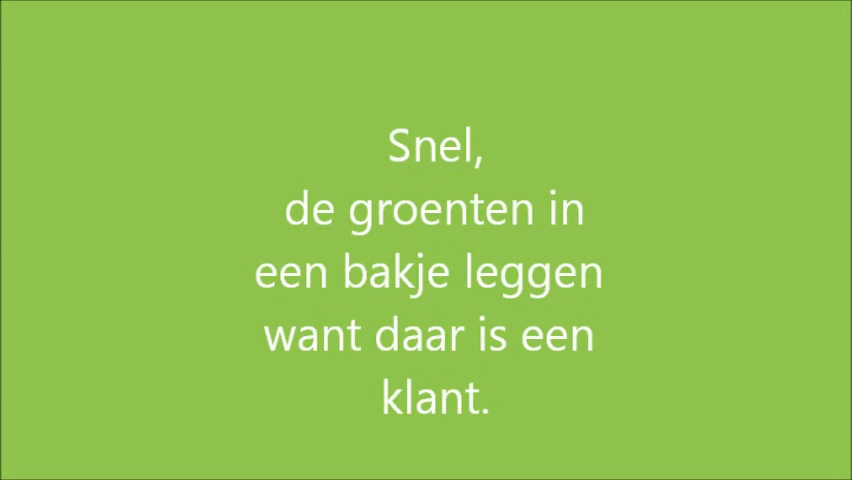 Snel,
de groenten in
een bakje leggen
want daar is een
klant.